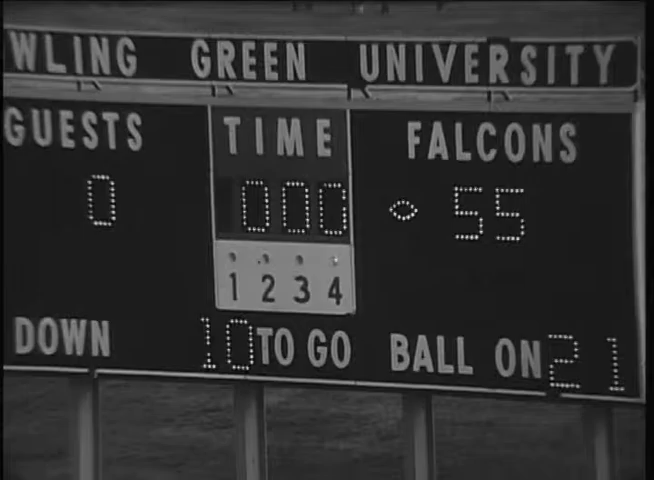 WLING GREEN UNIVERSITY
GUESTS TIME FALCONS
0 000 55
1 2 3 4
DOWN 10 TO GO BALL ON 21